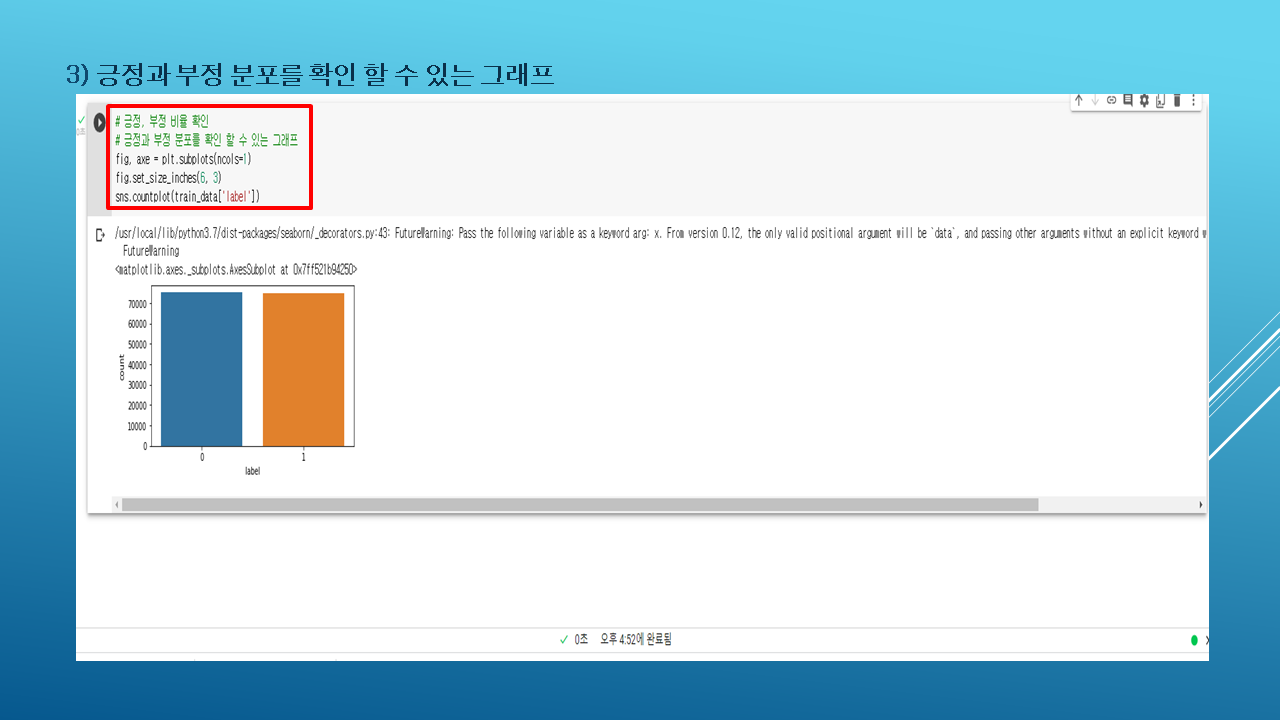 3) 긍정과 부정 분포를 확인 할 수 있는 그래프
# 긍정, 부정 비율 확인
# 긍정과 부정 분포를 확인 할 수 있는 그래프
fig, axe = plt.subplots(ncols=1)
fig.set_size_inches(6, 3)
sns.countplot(train_data['label'])
0초
/usr/local/lib/python3.7/dist-packages/seaborn/_decorators.py:43: FutureWarning: Pass the following variable as a keyword arg: x. From version 0.12, the only valid positional argument will be `data`, and passing other arguments without an explicit keyword w
FutureWarning
<matplotlib.axes._subplots.AxesSubplot at 0x7ff521b94250>
70000
60000
50000
40000
30000
20000
10000
0
count
0 1
label
0초 오후 4:52에 완료됨